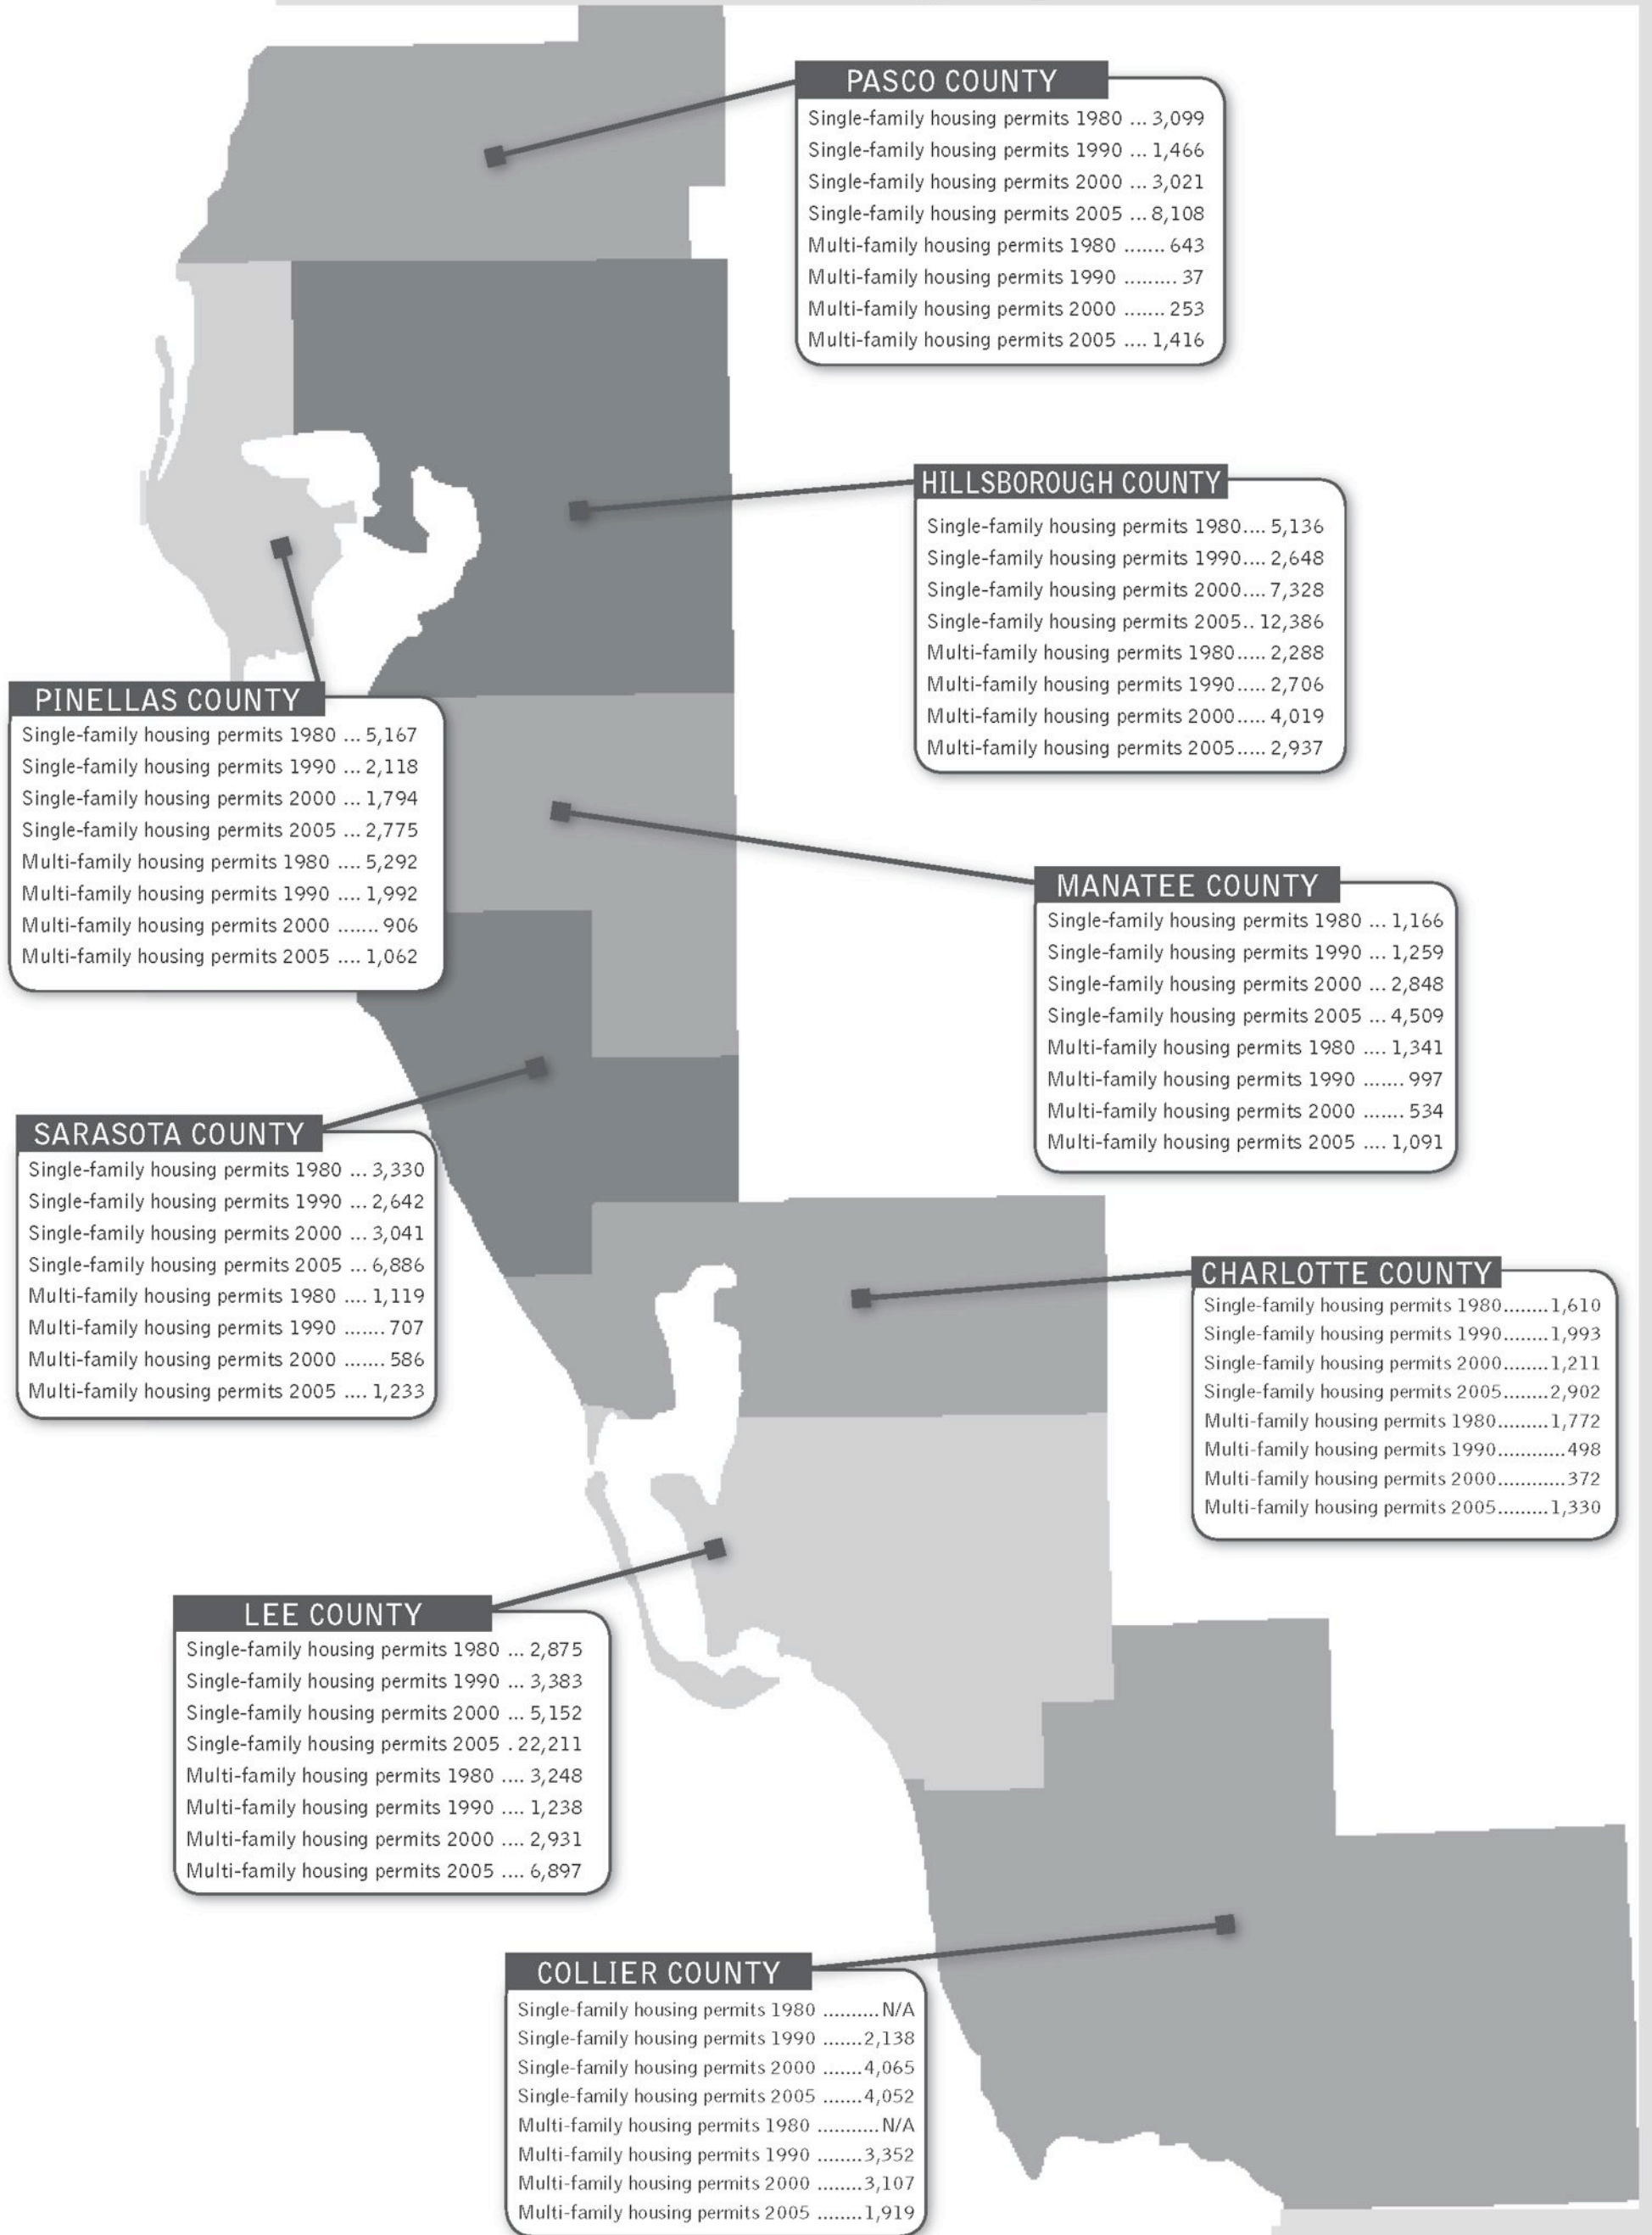 PASCO COUNTY
Single-family housing permits 1980 ... 3,099
Single-family housing permits 1990 ... 1,466
Single-family housing permits 2000 ... 3,021
Single-family housing permits 2005 ... 8,108
Multi-family housing permits 1980 ....... 643
Multi-family housing permits 1990 ......... 37
Multi-family housing permits 2000 ....... 253
Multi-family housing permits 2005 .... 1,416
HILLSBOROUGH COUNTY
Single-family housing permits 1980.... 5,136
Single-family housing permits 1990.... 2,648
Single-family housing permits 2000.... 7,328
Single-family housing permits 2005.. 12,386
Multi-family housing permits 1980..... 2,288
Multi-family housing permits 1990..... 2,706
Multi-family housing permits 2000..... 4,019
Multi-family housing permits 2005..... 2,937
PINELLAS COUNTY
Single-family housing permits 1980 ... 5,167
Single-family housing permits 1990 ... 2,118
Single-family housing permits 2000 ... 1,794
Single-family housing permits 2005 ... 2,775
Multi-family housing permits 1980 .... 5,292
Multi-family housing permits 1990 .... 1,992
Multi-family housing permits 2000 ....... 906
Multi-family housing permits 2005 .... 1,062
MANATEE COUNTY
Single-family housing permits 1980 ... 1,166
Single-family housing permits 1990 ... 1,259
Single-family housing permits 2000 ... 2,848
Single-family housing permits 2005 ... 4,509
Multi-family housing permits 1980 .... 1,341
Multi-family housing permits 1990 ....... 997
Multi-family housing permits 2000 ....... 534
Multi-family housing permits 2005 .... 1,091
SARASOTA COUNTY
Single-family housing permits 1980 ... 3,330
Single-family housing permits 1990 ... 2,642
Single-family housing permits 2000 ... 3,041
Single-family housing permits 2005 ... 6,886
Multi-family housing permits 1980 .... 1,119
Multi-family housing permits 1990 ....... 707
Multi-family housing permits 2000 ....... 586
Multi-family housing permits 2005 .... 1,233
CHARLOTTE COUNTY
Single-family housing permits 1980.......1,610
Single-family housing permits 1990........1,993
Single-family housing permits 2000........1,211
Single-family housing permits 2005........2,902
Multi-family housing permits 1980.........1,772
Multi-family housing permits 1990............498
Multi-family housing permits 2000............372
Multi-family housing permits 2005.........1,330
LEE COUNTY
Single-family housing permits 1980 ... 2,875
Single-family housing permits 1990 ... 3,383
Single-family housing permits 2000 ... 5,152
Single-family housing permits 2005 . 22,211
Multi-family housing permits 1980 .... 3,248
Multi-family housing permits 1990 .... 1,238
Multi-family housing permits 2000 .... 2,931
Multi-family housing permits 2005 .... 6,897
COLLIER COUNTY
Single-family housing permits 1980 ..........N/A
Single-family housing permits 1990 .......2,138
Single-family housing permits 2000 .......4,065
Single-family housing permits 2005 .......4,052
Multi-family housing permits 1980 ...........N/A
Multi-family housing permits 1990 ........3,352
Multi-family housing permits 2000 ........3,107
Multi-family housing permits 2005 ........1,919